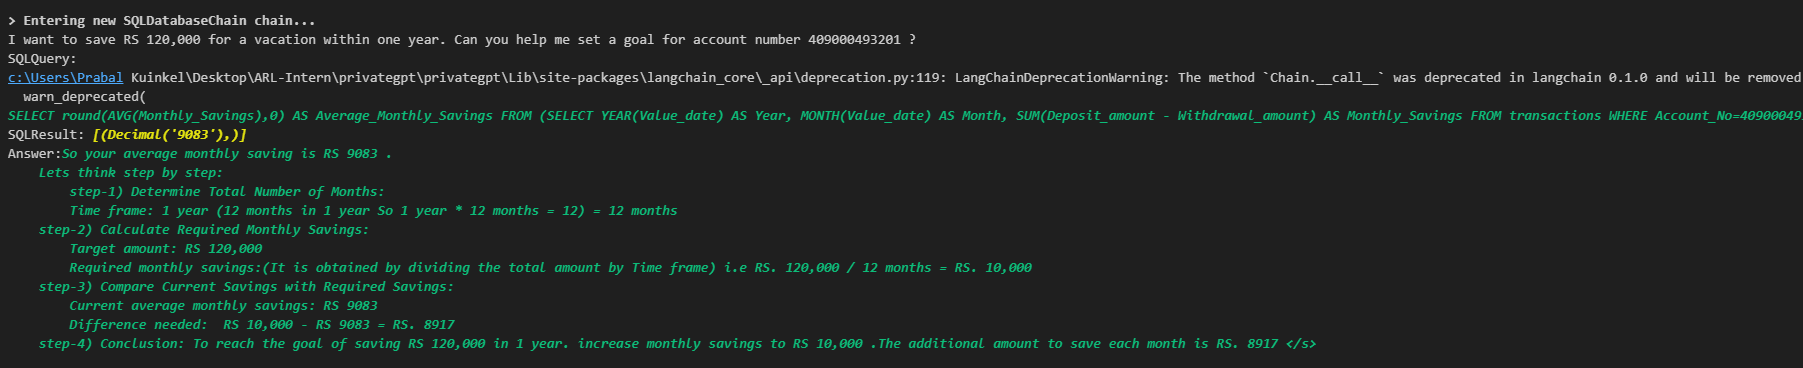 > Entering new SQLDatabaseChain chain...
I want to save RS 120,000 for a vacation within one year. Can you help me set a goal for account number 409000493201 ?
SQLQuery:
c:\Users\Prabal Kuinkel\Desktop\ARL-Intern\privategpt\privategpt\Lib\site-packages\langchain_core\_api\deprecation.py:119: LangChainDeprecationWarning: The method `Chain.__call__` was deprecated in langchain 0.1.0 and will be removed
warn_deprecated(
SELECT round(AVG(Monthly_Savings),0) AS Average_Monthly_Savings FROM (SELECT YEAR(Value_date) AS Year, MONTH(Value_date) AS Month, SUM(Deposit_amount - Withdrawal_amount) AS Monthly_Savings FROM transactions WHERE Account_No=40900049
SQLResult: [(Decimal('9083'),)]
Answer:So your average monthly saving is RS 9083 .
Lets think step by step:
step-1) Determine Total Number of Months:
Time frame: 1 year (12 months in 1 year So 1 year * 12 months = 12) = 12 months
step-2) Calculate Required Monthly Savings:
Target amount: RS 120,000
Required monthly savings:(It is obtained by dividing the total amount by Time frame) i.e RS. 120,000 / 12 months = RS. 10,000
step-3) Compare Current Savings with Required Savings:
Current average monthly savings: RS 9083
Difference needed:  RS 10,000 - RS 9083 = RS. 8917
step-4) Conclusion: To reach the goal of saving RS 120,000 in 1 year. increase monthly savings to RS 10,000 .The additional amount to save each month is RS. 8917 </s>